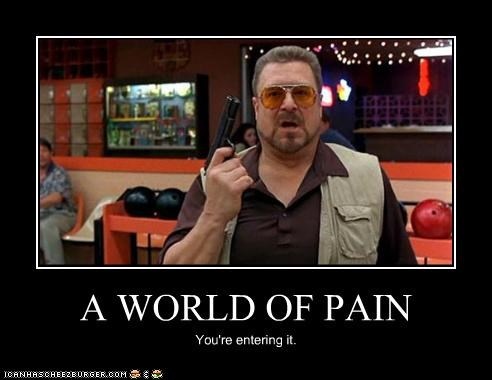 A WORLD OF PAIN
You're entering it.
ICANHASCHEEZBURGER.COM